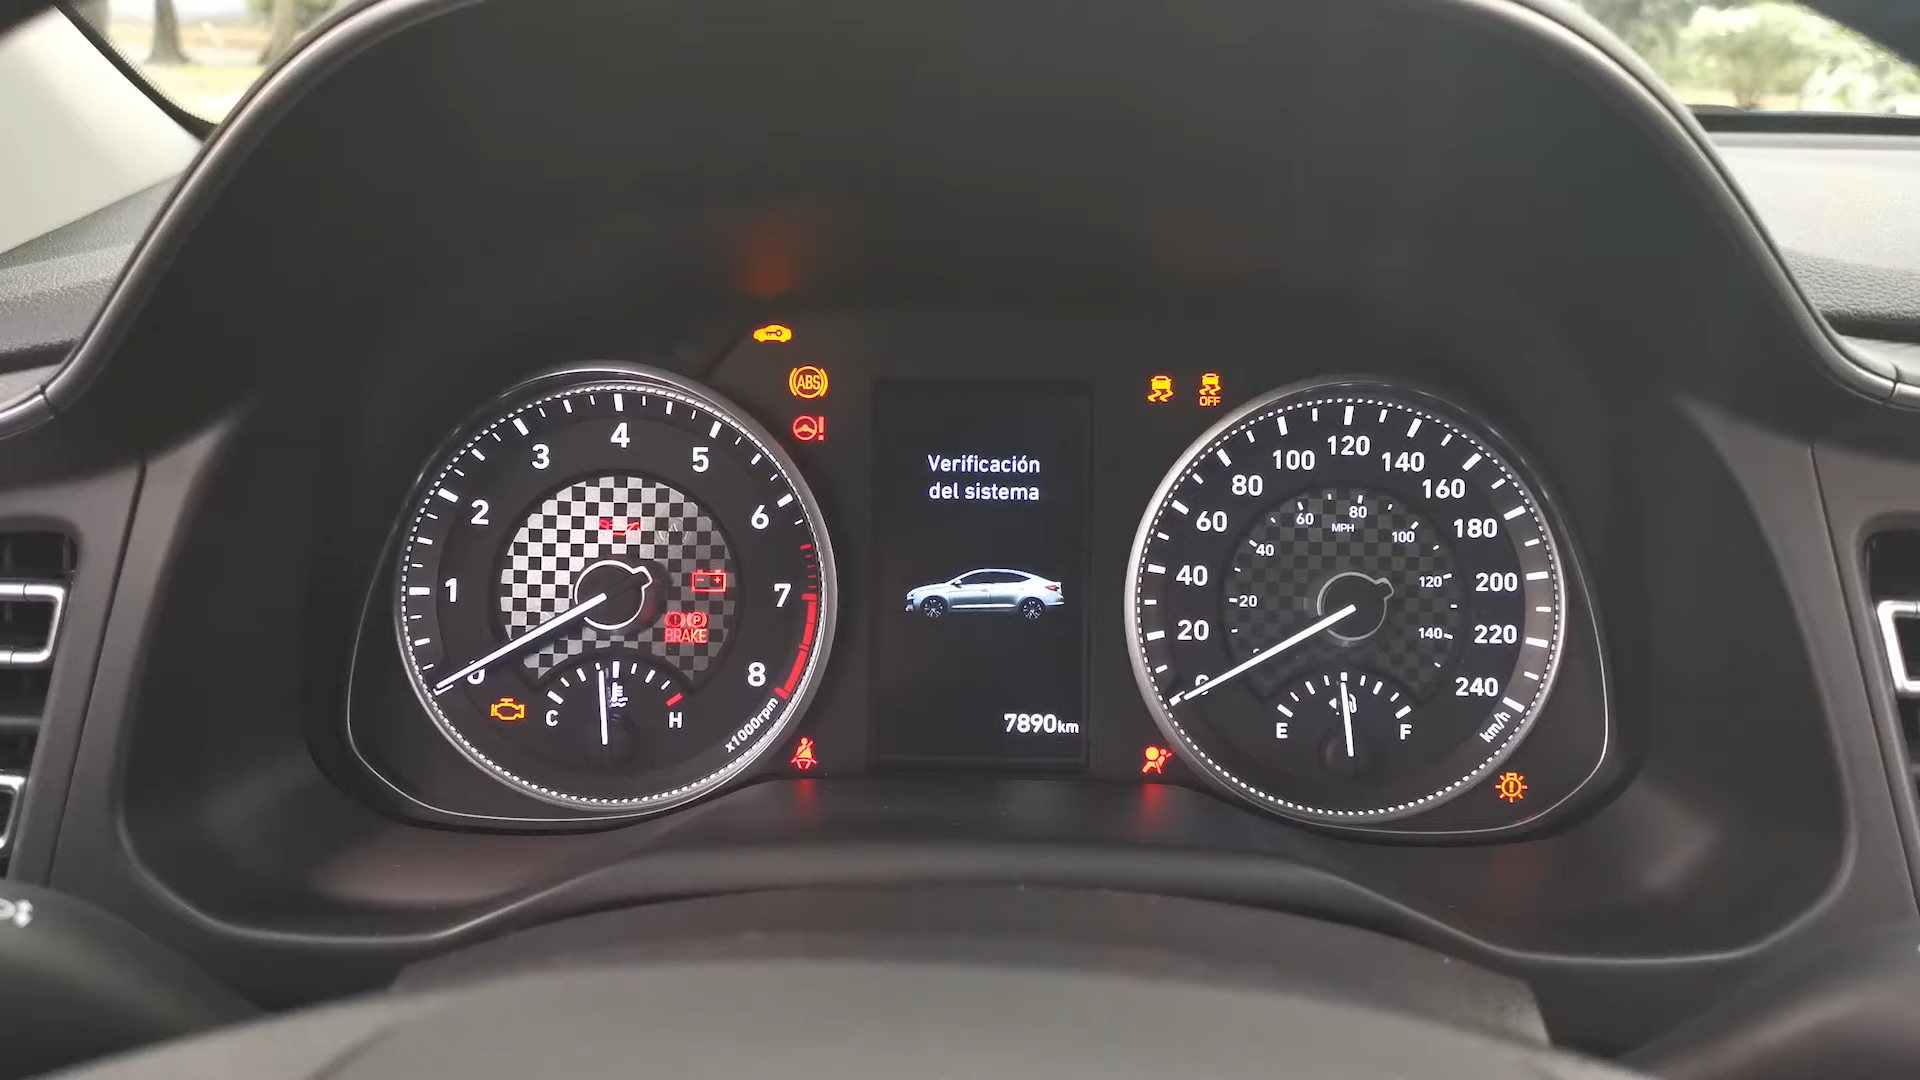 ABS
OFF
Verificación
del sistema
7890km
0
1
2
3
4
5
6
7
8
x1000rpm
BRAKE
P
C
H
20
40
60
80
100
120
140
160
180
200
220
240
km/h
20
40
60
80
100
120
140
MPH
E
F